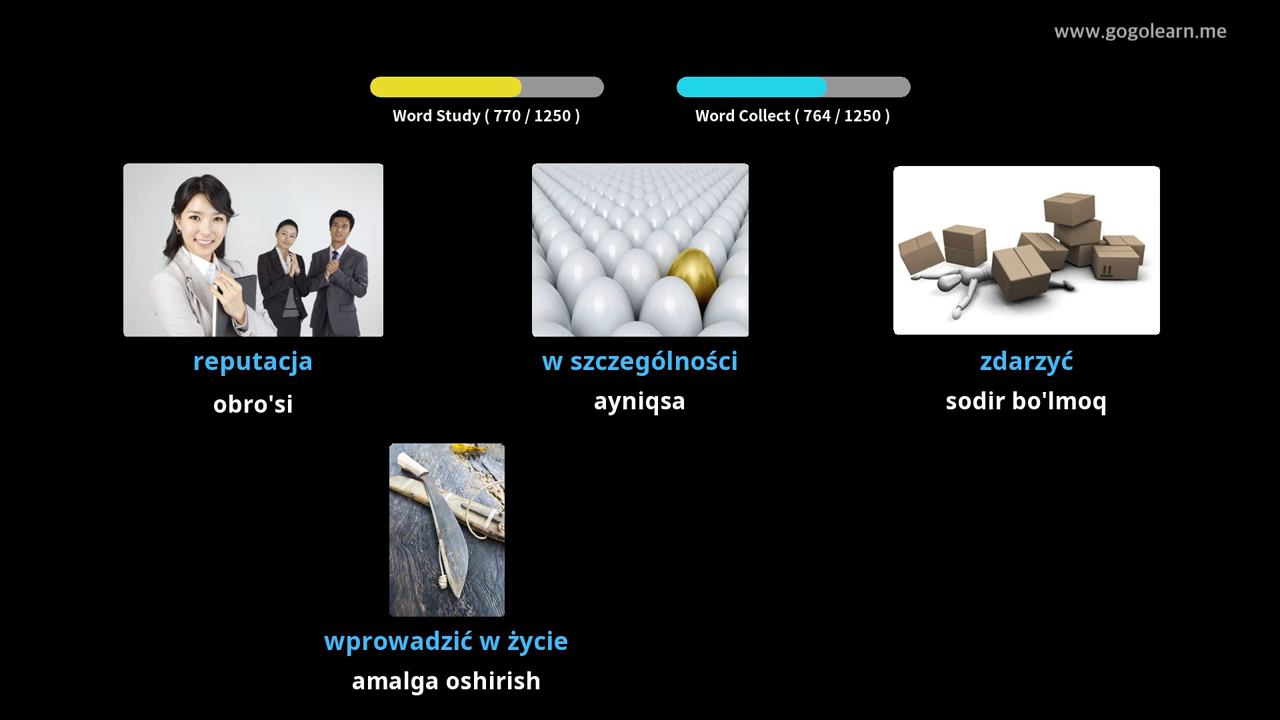 www.gogolearn.me
Word Study ( 770 / 1250 )
Word Collect ( 764 / 1250 )
reputacja
obro'si
w szczególności
ayniqsa
zdarzyć
sodir bo'lmoq
wprowadzić w życie
amalga oshirish